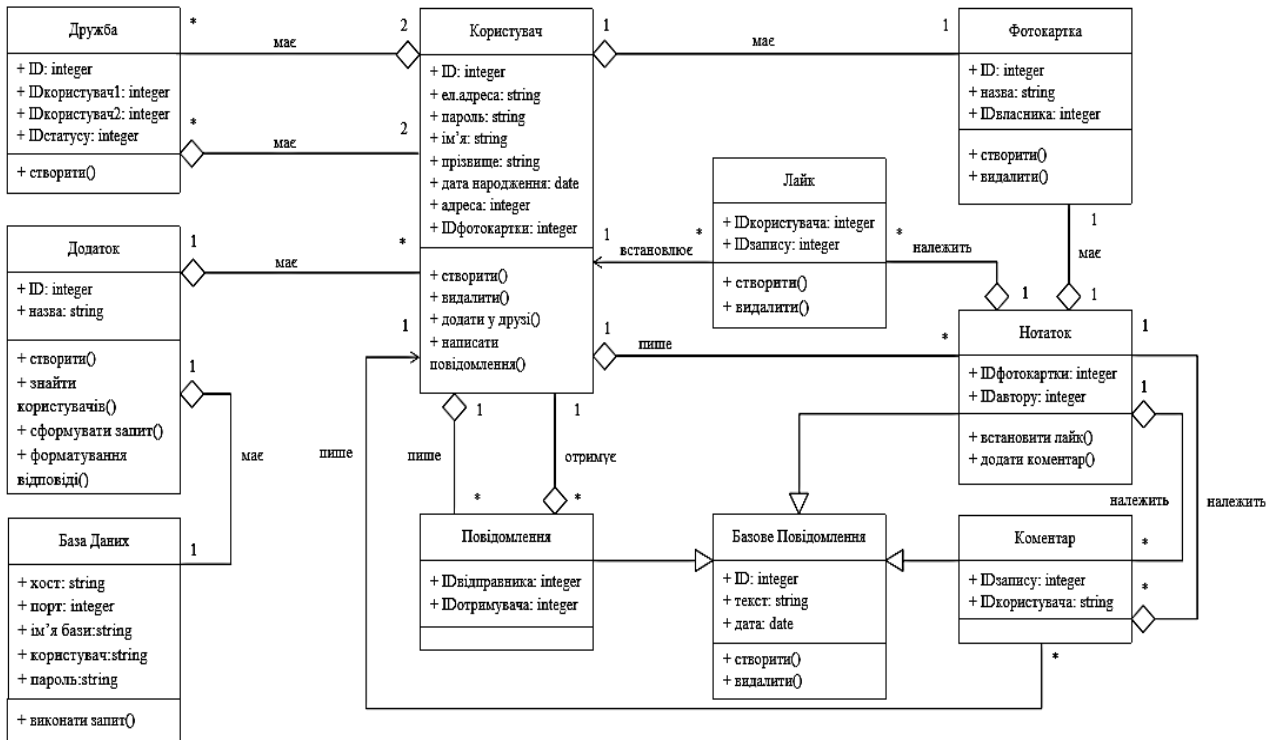 Дружба
+ ID: integer
+ IDкористувач1: integer
+ IDкористувач2: integer
+ IDстатусу: integer
+ створити()
*
має
2
*
має
2
Користувач
+ ID: integer
+ ел.адреса: string
+ пароль: string
+ ім’я: string
+ прізвище: string
+ дата народження: date
+ адреса: integer
+ IDфотокартки: integer
+ створити()
+ видалити()
+ додати у друзі()
+ написати
повідомлення()
1
має
1
Фотокартка
+ ID: integer
+ назва: string
+ IDвласника: integer
+ створити()
+ видалити()
Лайк
+ IDкористувача: integer
+ IDзапису: integer
+ створити()
+ видалити()
1
встановлює
*
*
належить
1
1
має
1
Додаток
+ ID: integer
+ назва: string
+ створити()
+ знайти
користувачів()
+ сформувати запит()
+ форматування
відповіді()
1
має
*
1
має
1
База Даних
+ хост: string
+ порт: integer
+ ім’я бази:string
+ користувач:string
+ пароль:string
+ виконати запит()
1
пише
*
Нотаток
+ IDфотокартки: integer
+ IDавтору: integer
+ встановити лайк()
+ додати коментар()
1
1
належить
належить
*
*
1
пише
*
1
пише
*
1
отримує
*
Повідомлення
+ IDвідправника: integer
+ IDотримувача: integer
Базове Повідомлення
+ ID: integer
+ текст: string
+ дата: date
+ створити()
+ видалити()
Коментар
+ IDзапису: integer
+ IDкористувача: string